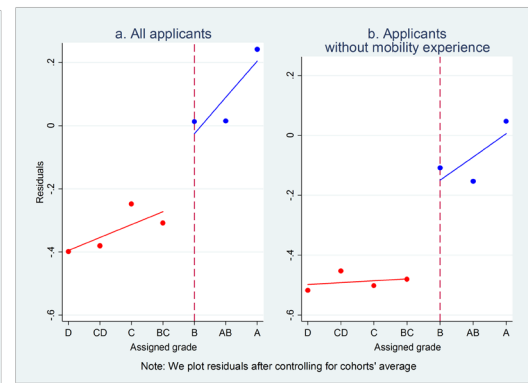 a. All applicants
.2
0
-.2
-.4
-.6
Residuals
D CD C BC B AB A
Assigned grade
b. Applicants
without mobility experience
.2
0
-.2
-.4
-.6
D CD C BC B AB A
Assigned grade
Note: We plot residuals after controlling for cohorts' average